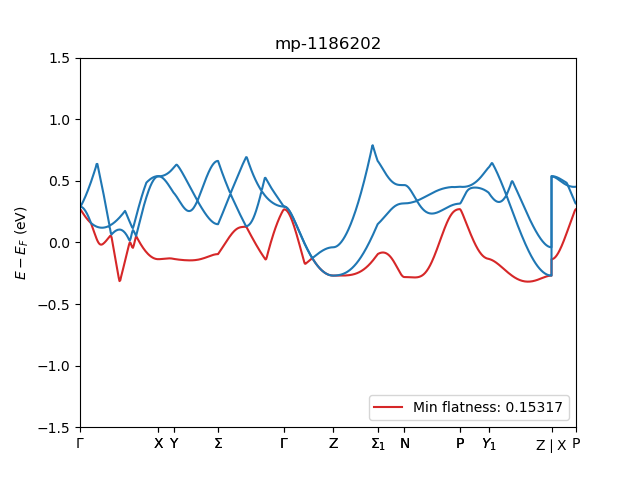 mp-1186202
E − E_F (eV)
1.5
1.0
0.5
0.0
−0.5
−1.0
−1.5
Min flatness: 0.15317
Γ X Y Σ Γ Z Σ₁ N P Y₁ Z | X P